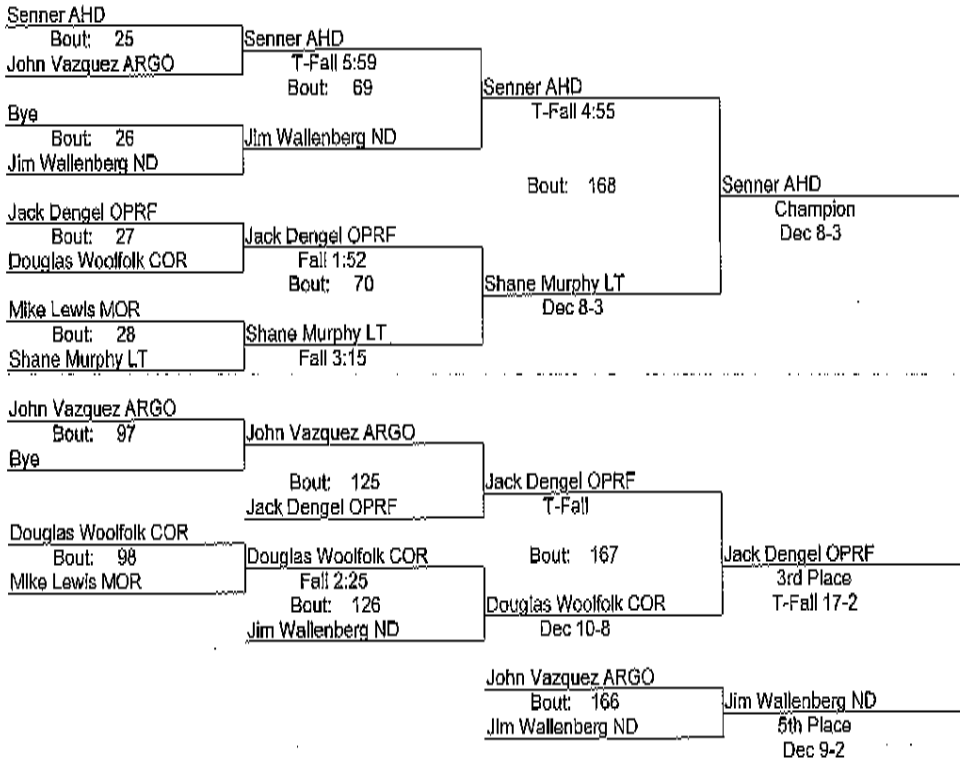 Senner AHD
Bout: 25
John Vazquez ARGO
Senner AHD
T-Fall 5:59
Bout: 69
Bye
Bout: 26
Jim Wallenberg ND
Jim Wallenberg ND
Senner AHD
T-Fall 4:55
Bout: 168
Jack Dengel OPRF
Bout: 27
Douglas Woolfolk COR
Jack Dengel OPRF
Fall 1:52
Bout: 70
Mike Lewis MOR
Bout: 28
Shane Murphy LT
Shane Murphy LT
Fall 3:15
Shane Murphy LT
Dec 8-3
Senner AHD
Champion
Dec 8-3
John Vazquez ARGO
Bout: 97
Bye
John Vazquez ARGO
Bout: 125
Jack Dengel OPRF
Jack Dengel OPRF
T-Fall
Bout: 167
Douglas Woolfolk COR
Bout: 98
Mike Lewis MOR
Douglas Woolfolk COR
Fall 2:25
Bout: 126
Jim Wallenberg ND
Douglas Woolfolk COR
Dec 10-8
Jack Dengel OPRF
3rd Place
T-Fall 17-2
John Vazquez ARGO
Bout: 166
Jim Wallenberg ND
Jim Wallenberg ND
5th Place
Dec 9-2